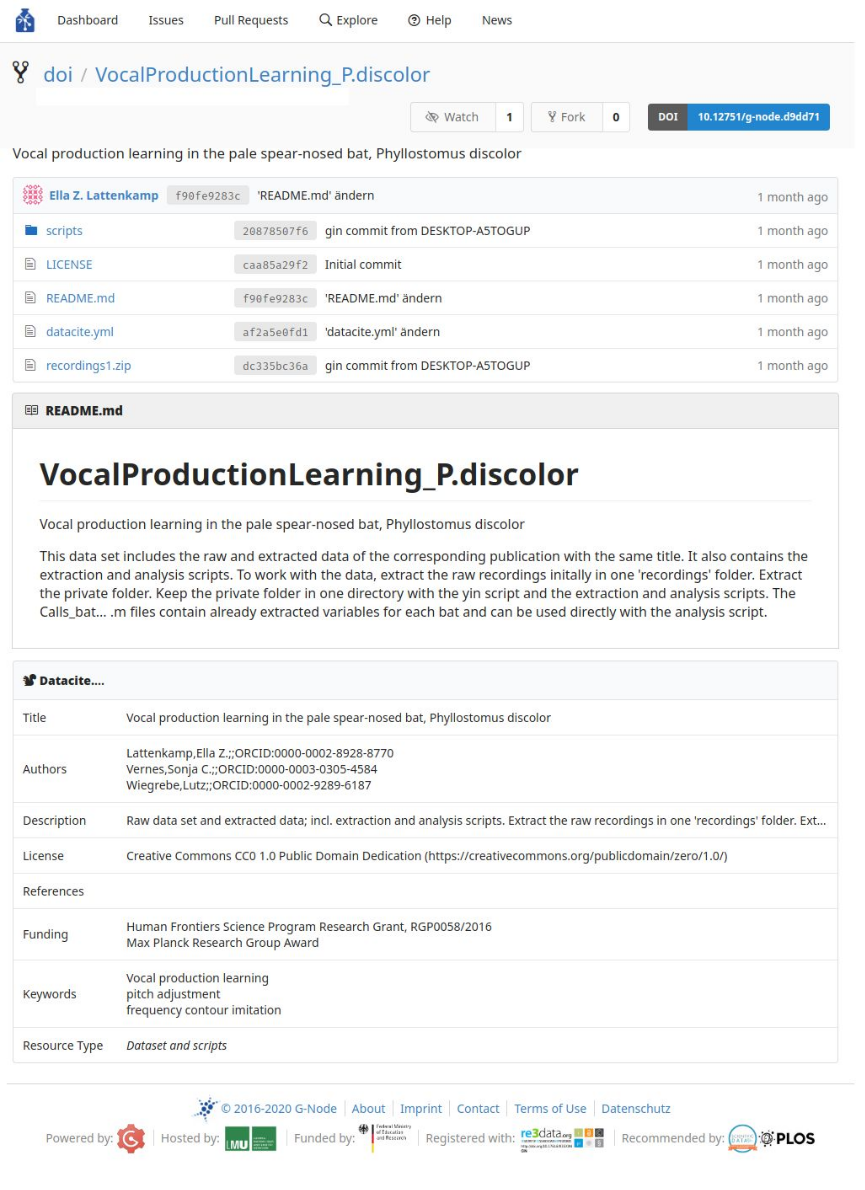 Dashboard Issues Pull Requests Explore Help News
doi / VocalProductionLearning_P.discolor
Watch 1 Fork 0 DOI 10.12751/g-node.d9dd71
Vocal production learning in the pale spear-nosed bat, Phyllostomus discolor
Ella Z. Lattenkamp f90fe9283c 'README.md' ändern 1 month ago
scripts 20878507f6 gin commit from DESKTOP-A5TOGUP 1 month ago
LICENSE caa85a29f2 Initial commit 1 month ago
README.md f90fe9283c 'README.md' ändern 1 month ago
datacite.yml af2a5e0fd1 'datacite.yml' ändern 1 month ago
recordings1.zip dc335bc36a gin commit from DESKTOP-A5TOGUP 1 month ago
README.md
VocalProductionLearning_P.discolor
Vocal production learning in the pale spear-nosed bat, Phyllostomus discolor
This data set includes the raw and extracted data of the corresponding publication with the same title. It also contains the
extraction and analysis scripts. To work with the data, extract the raw recordings initally in one 'recordings' folder. Extract
the private folder. Keep the private folder in one directory with the yin script and the extraction and analysis scripts. The
Calls_bat... .m files contain already extracted variables for each bat and can be used directly with the analysis script.
Datacite....
Title Vocal production learning in the pale spear-nosed bat, Phyllostomus discolor
Authors Lattenkamp,Ella Z.;;ORCID:0000-0002-8928-8770
Vernes,Sonja C.;;ORCID:0000-0003-0305-4584
Wiegrebe,Lutz;;ORCID:0000-0002-9289-6187
Description Raw data set and extracted data; incl. extraction and analysis scripts. Extract the raw recordings in one 'recordings' folder. Ext...
License Creative Commons CC0 1.0 Public Domain Dedication (https://creativecommons.org/publicdomain/zero/1.0/)
References
Funding Human Frontiers Science Program Research Grant, RGP0058/2016
Max Planck Research Group Award
Keywords Vocal production learning
pitch adjustment
frequency contour imitation
Resource Type Dataset and scripts
© 2016-2020 G-Node About Imprint Contact Terms of Use Datenschutz
Powered by: Hosted by: LMU Funded by: Federal Ministry of Education and Research Registered with: re3data.org Recommended by: PLOS